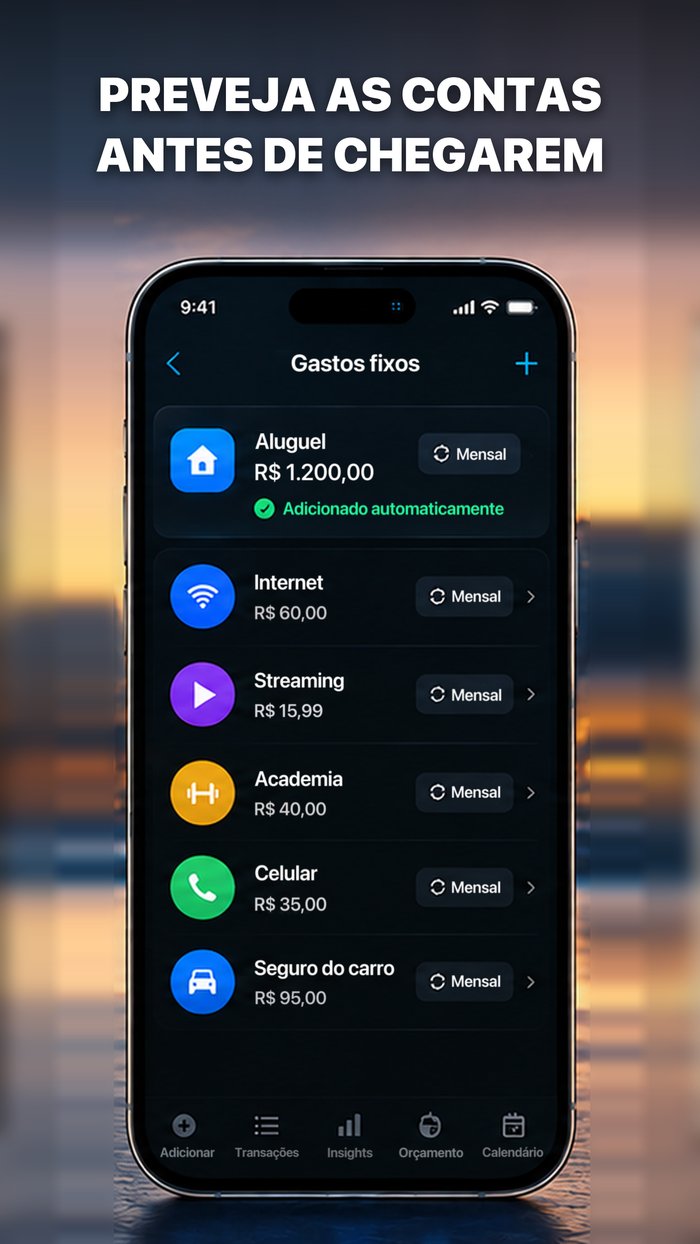 PREVEJA AS CONTAS
ANTES DE CHEGAREM
9:41
Gastos fixos
Aluguel
R$ 1.200,00
Mensal
Adicionado automaticamente
Internet
R$ 60,00
Mensal
Streaming
R$ 15,99
Mensal
Academia
R$ 40,00
Mensal
Celular
R$ 35,00
Mensal
Seguro do carro
R$ 95,00
Mensal
Adicionar
Transações
Insights
Orçamento
Calendário